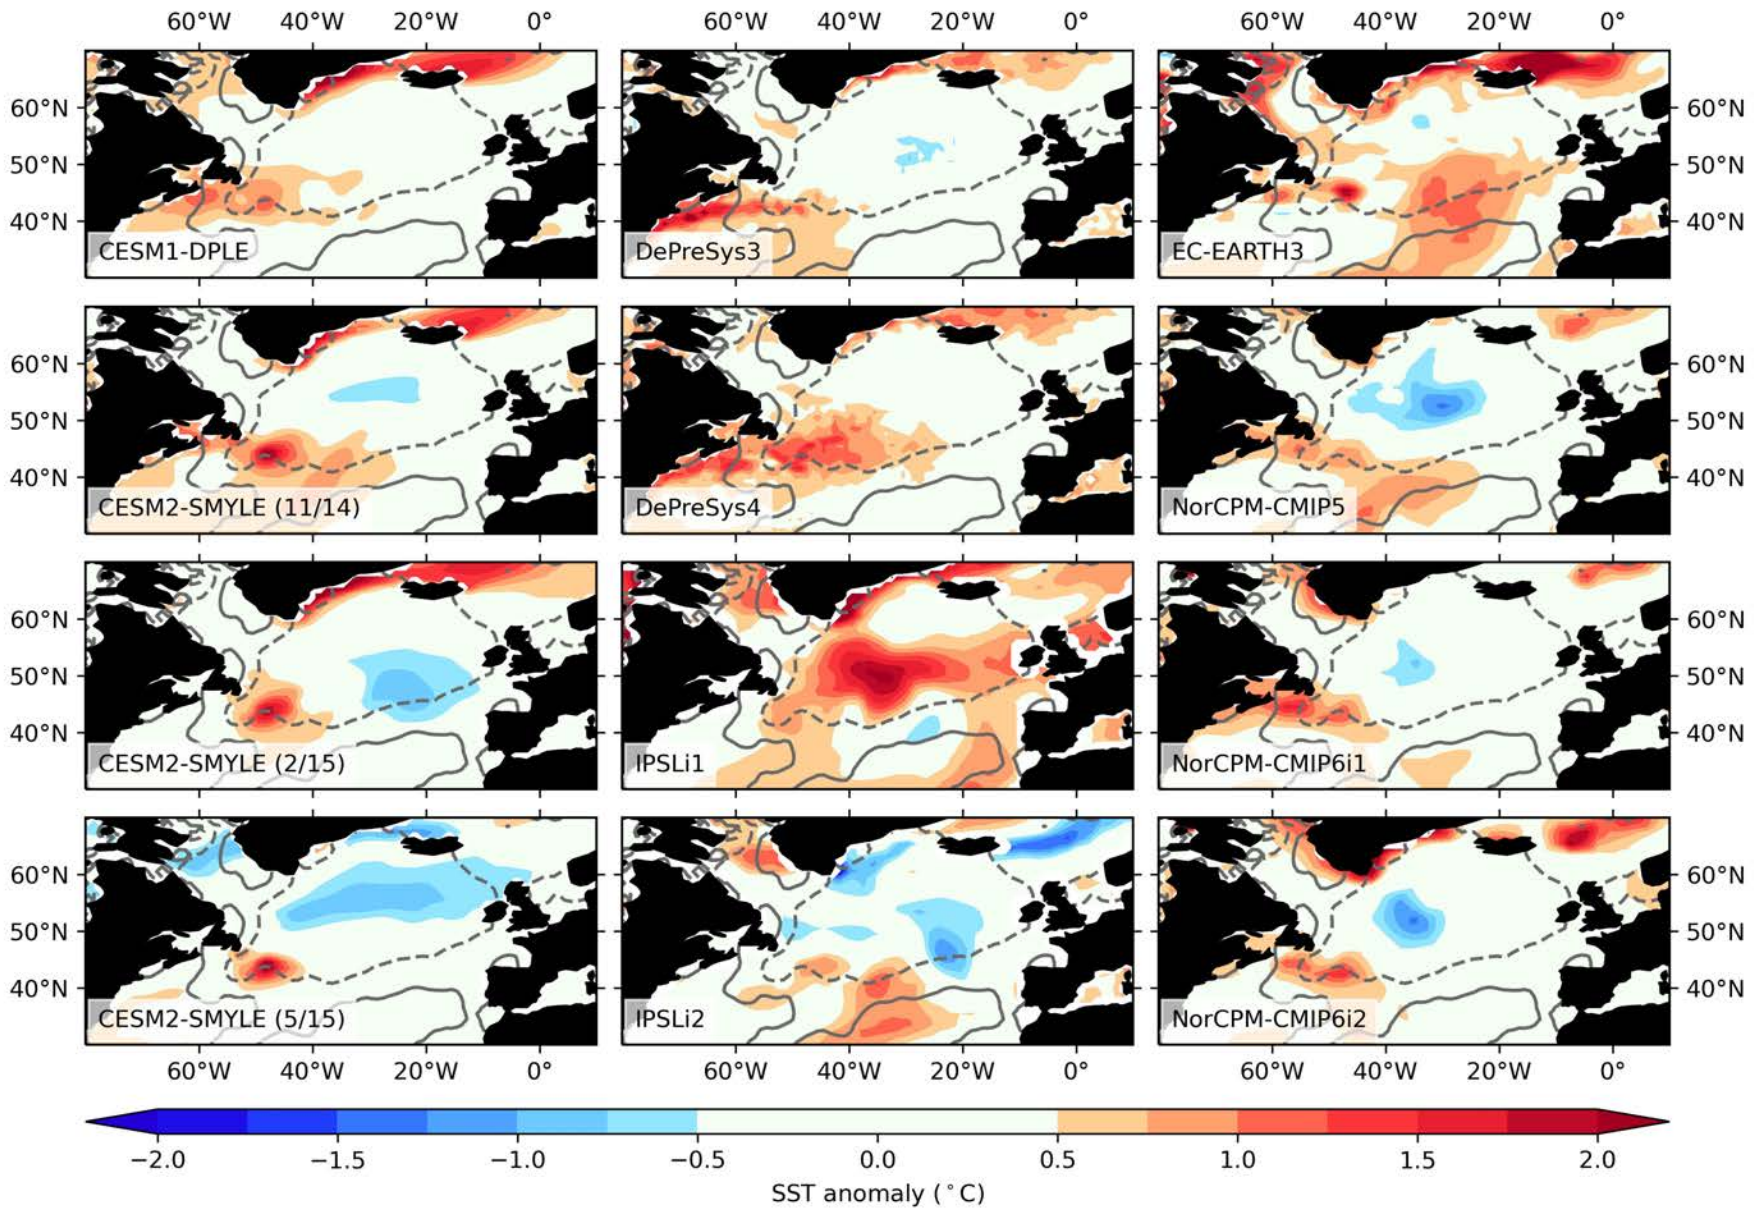 60°W 40°W 20°W 0° 60°W 40°W 20°W 0° 60°W 40°W 20°W 0°
60°N 60°N
50°N 50°N
40°N 40°N
CESM1-DPLE DePreSys3 EC-EARTH3
60°N 60°N
50°N 50°N
40°N 40°N
CESM2-SMYLE (11/14) DePreSys4 NorCPM-CMIP5
60°N 60°N
50°N 50°N
40°N 40°N
CESM2-SMYLE (2/15) IPSLi1 NorCPM-CMIP6i1
60°N 60°N
50°N 50°N
40°N 40°N
CESM2-SMYLE (5/15) IPSLi2 NorCPM-CMIP6i2
60°W 40°W 20°W 0° 60°W 40°W 20°W 0° 60°W 40°W 20°W 0°
−2.0 −1.5 −1.0 −0.5 0.0 0.5 1.0 1.5 2.0
SST anomaly (°C)